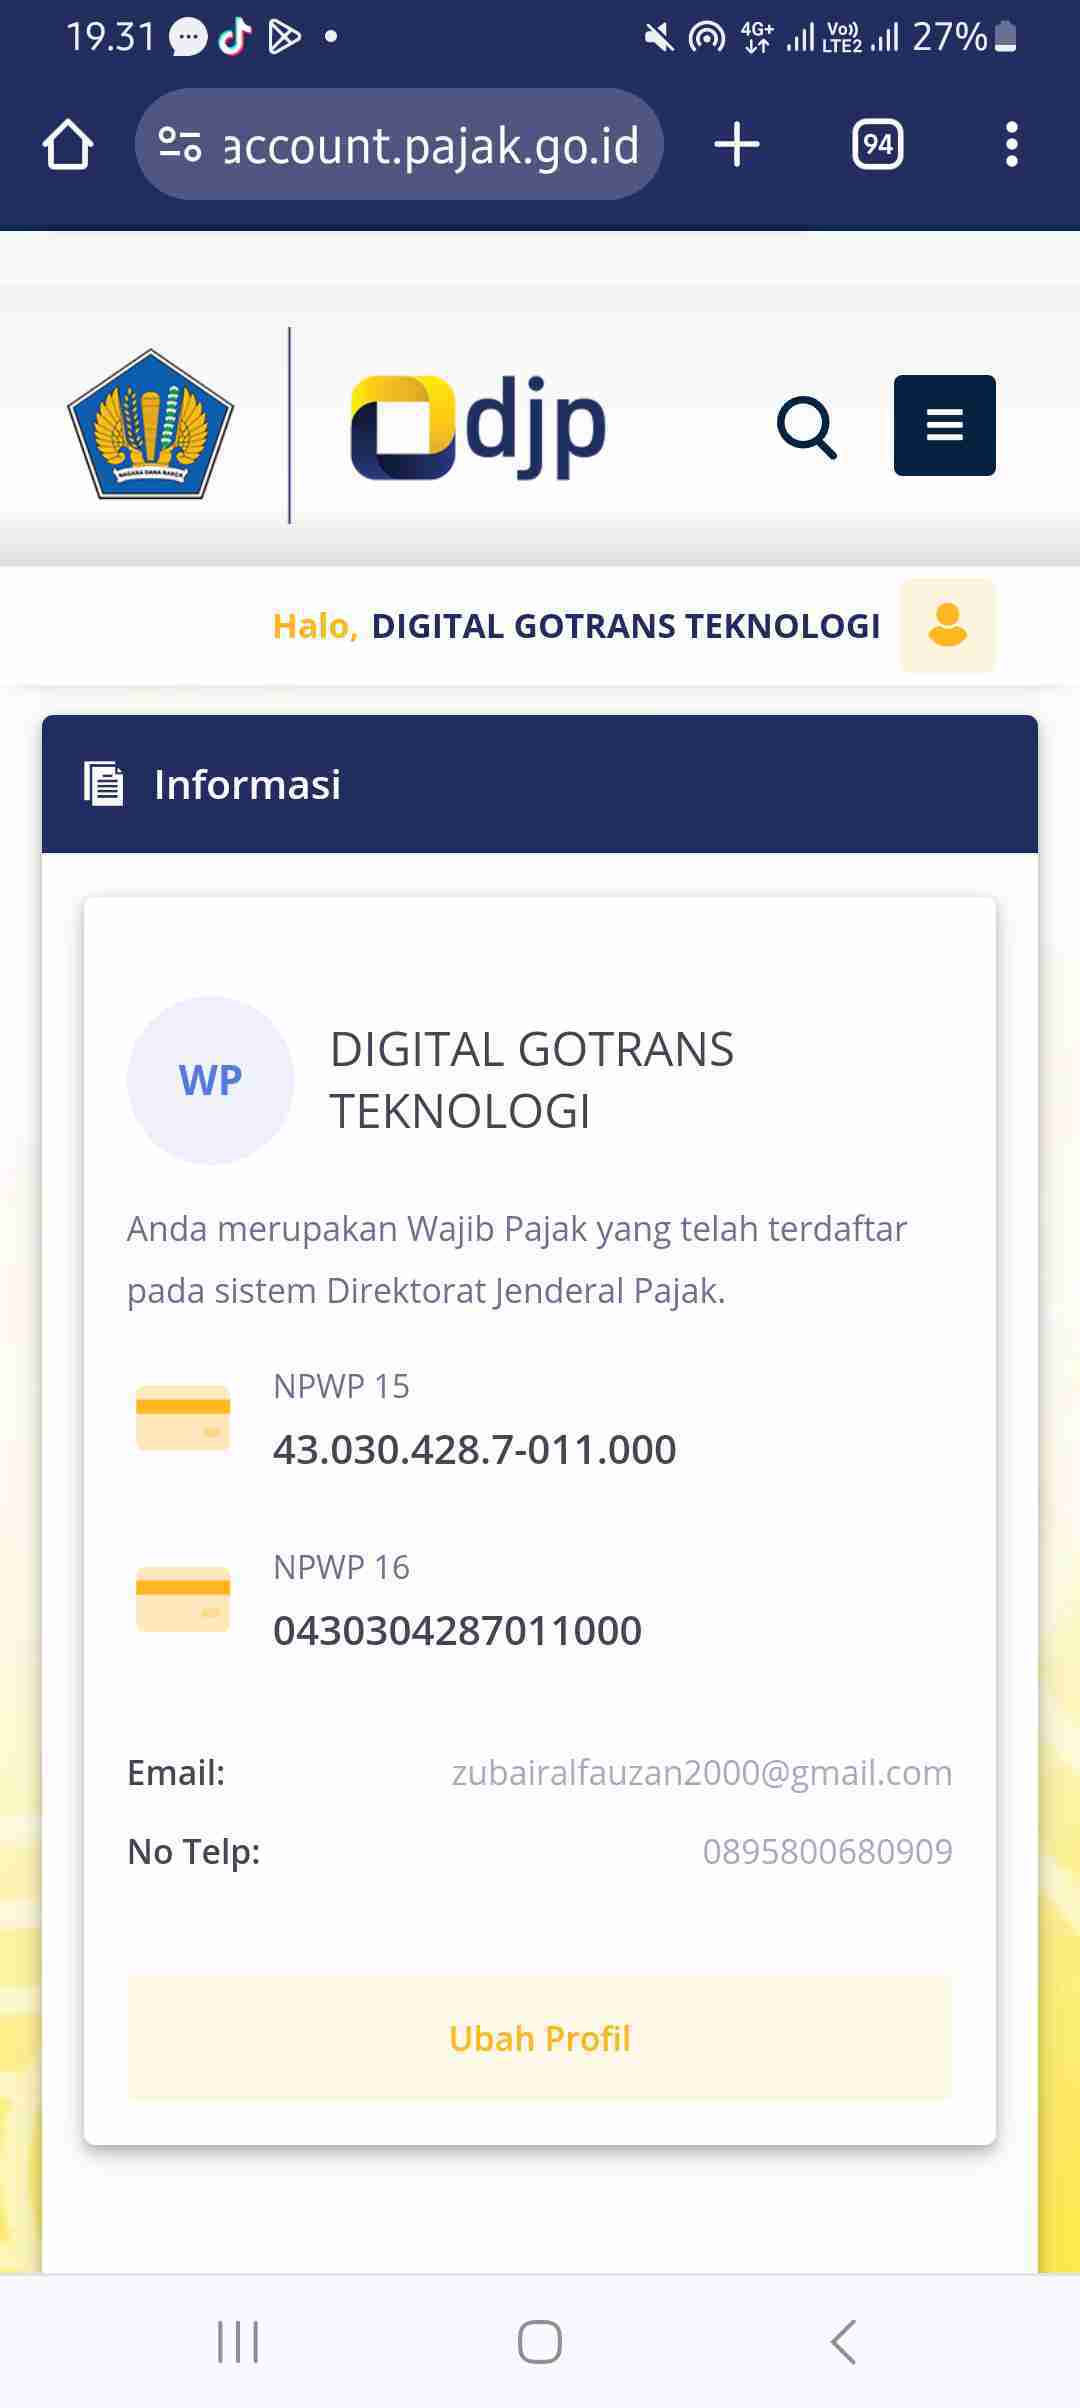 19.31
4G+
Vo))
LTE2
27%
account.pajak.go.id
94
NAGARA DANA RAKCA
djp
Halo, DIGITAL GOTRANS TEKNOLOGI
Informasi
WP
DIGITAL GOTRANS
TEKNOLOGI
Anda merupakan Wajib Pajak yang telah terdaftar
pada sistem Direktorat Jenderal Pajak.
NPWP 15
43.030.428.7-011.000
NPWP 16
0430304287011000
Email: zubairalfauzan2000@gmail.com
No Telp: 0895800680909
Ubah Profil